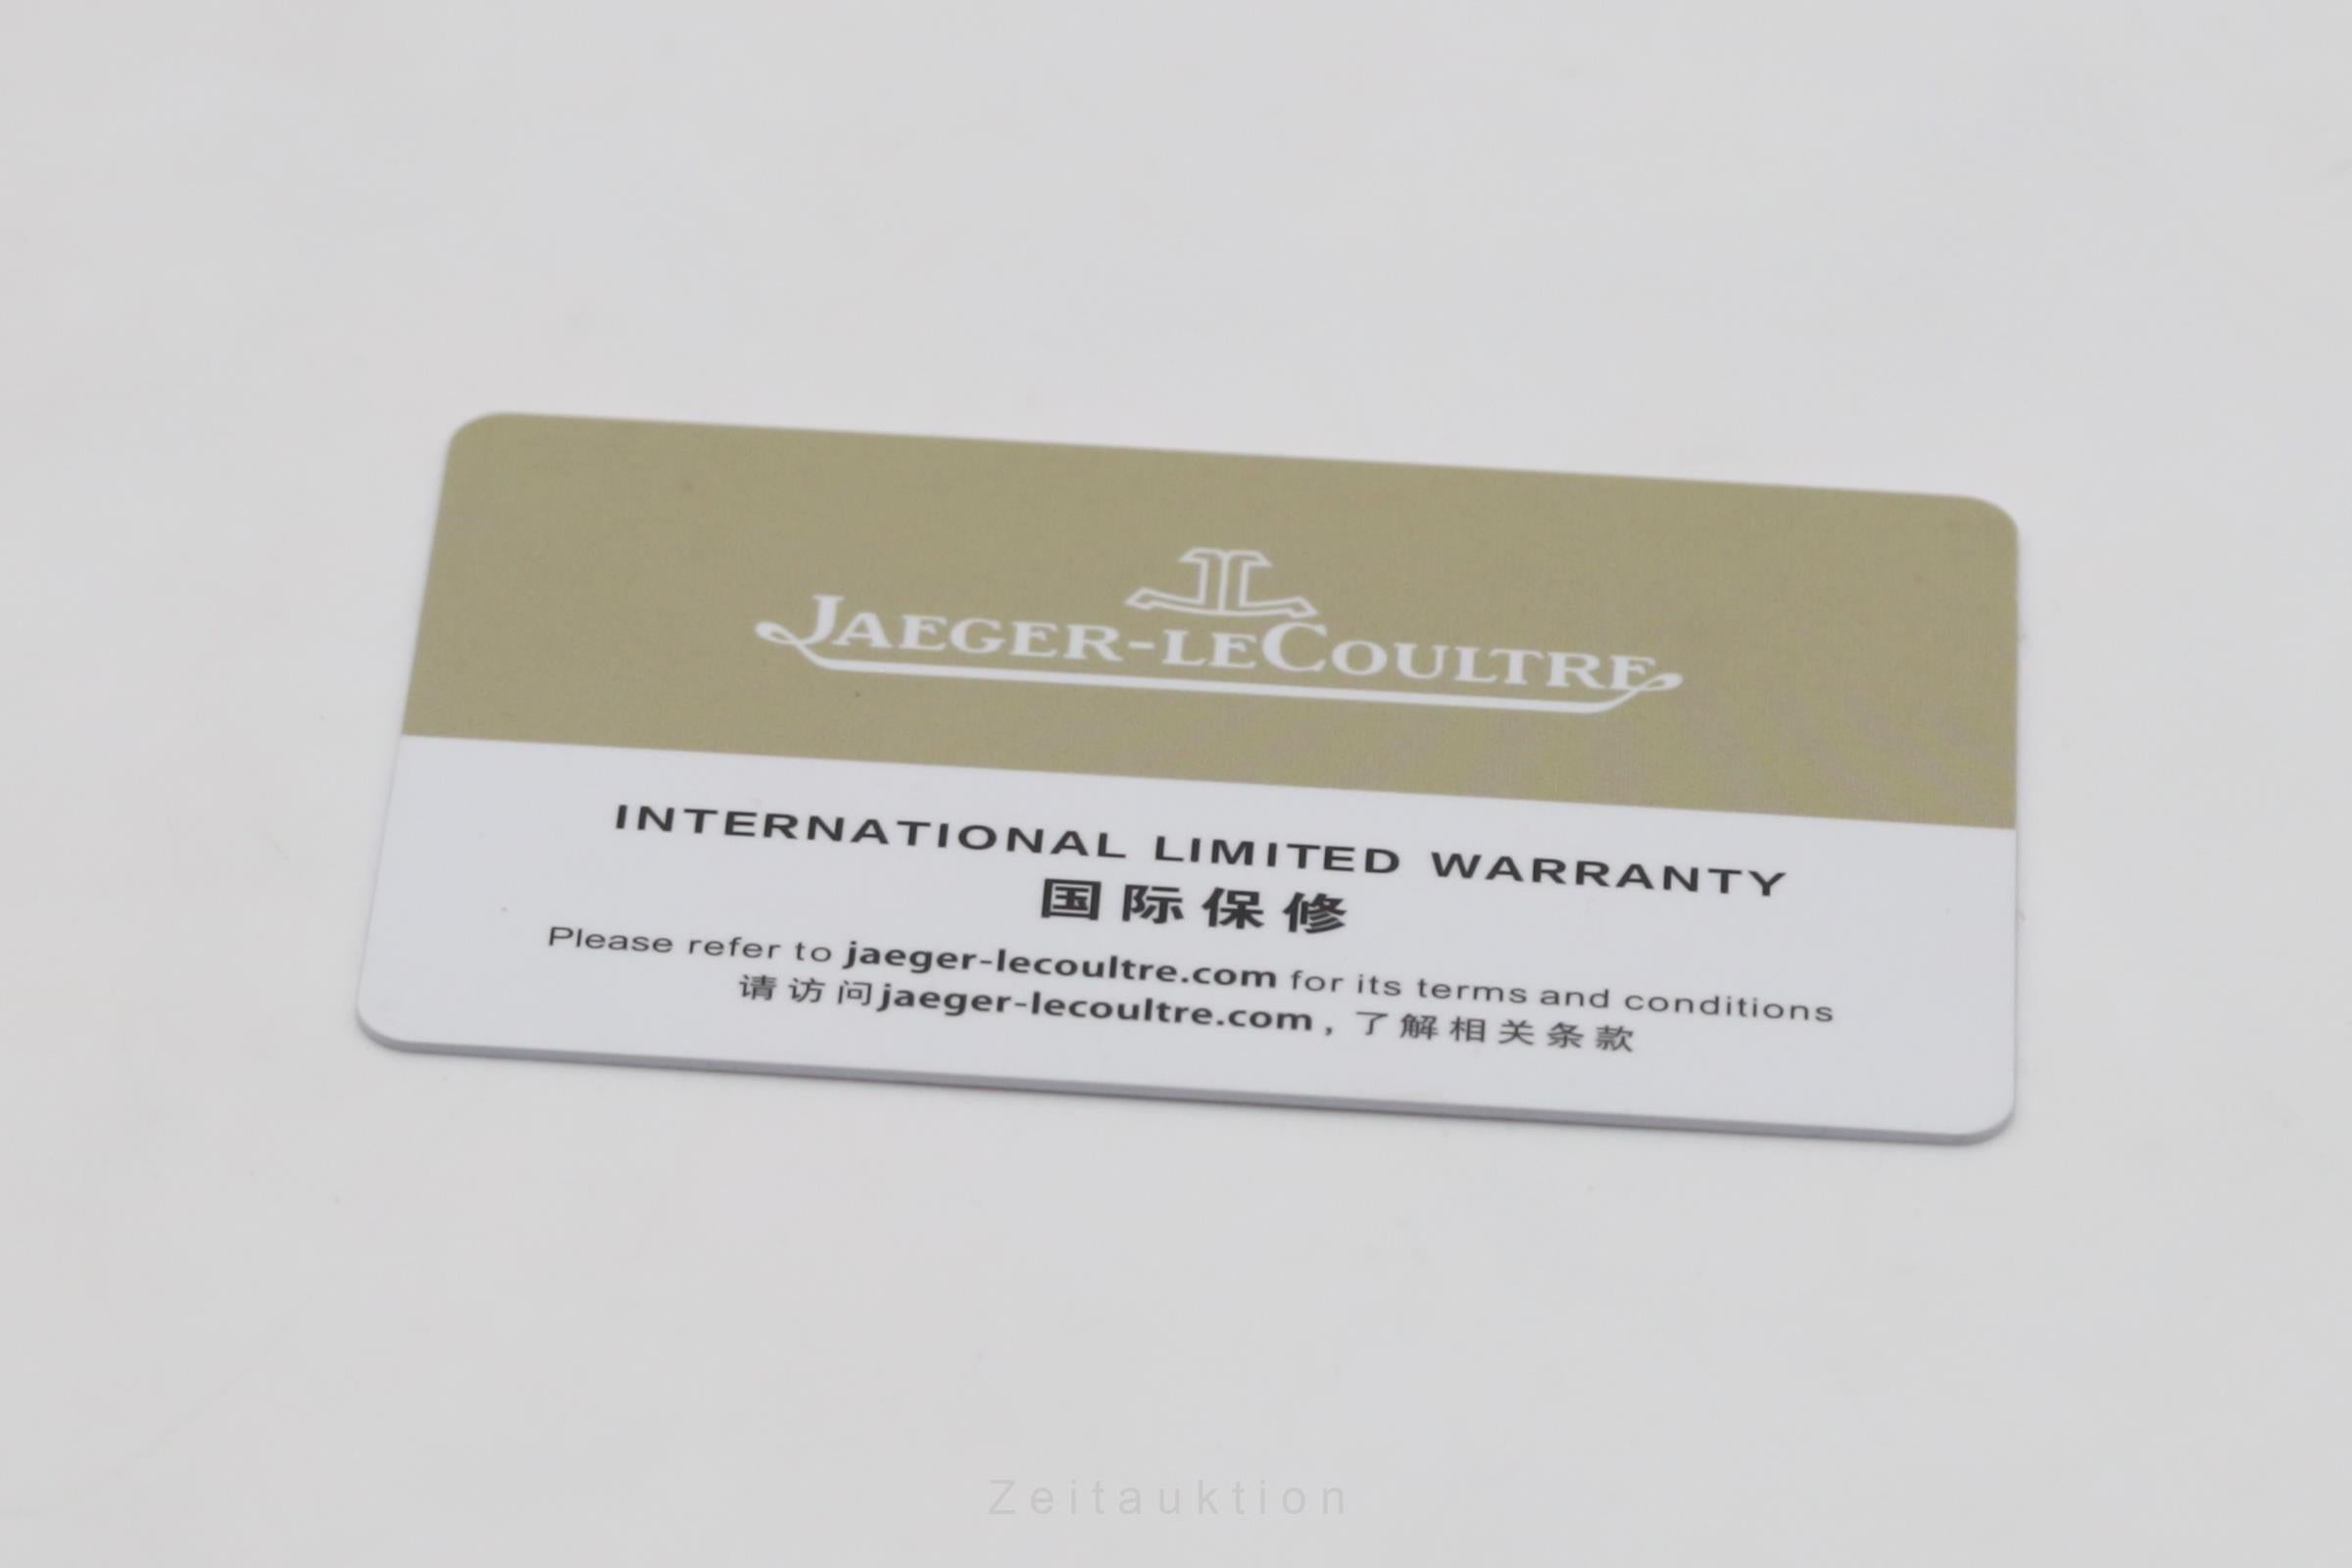 JAEGER-LECOULTRE
INTERNATIONAL LIMITED WARRANTY
国际保修
Please refer to jaeger-lecoultre.com for its terms and conditions
请访问jaeger-lecoultre.com，了解相关条款
Zeitauktion